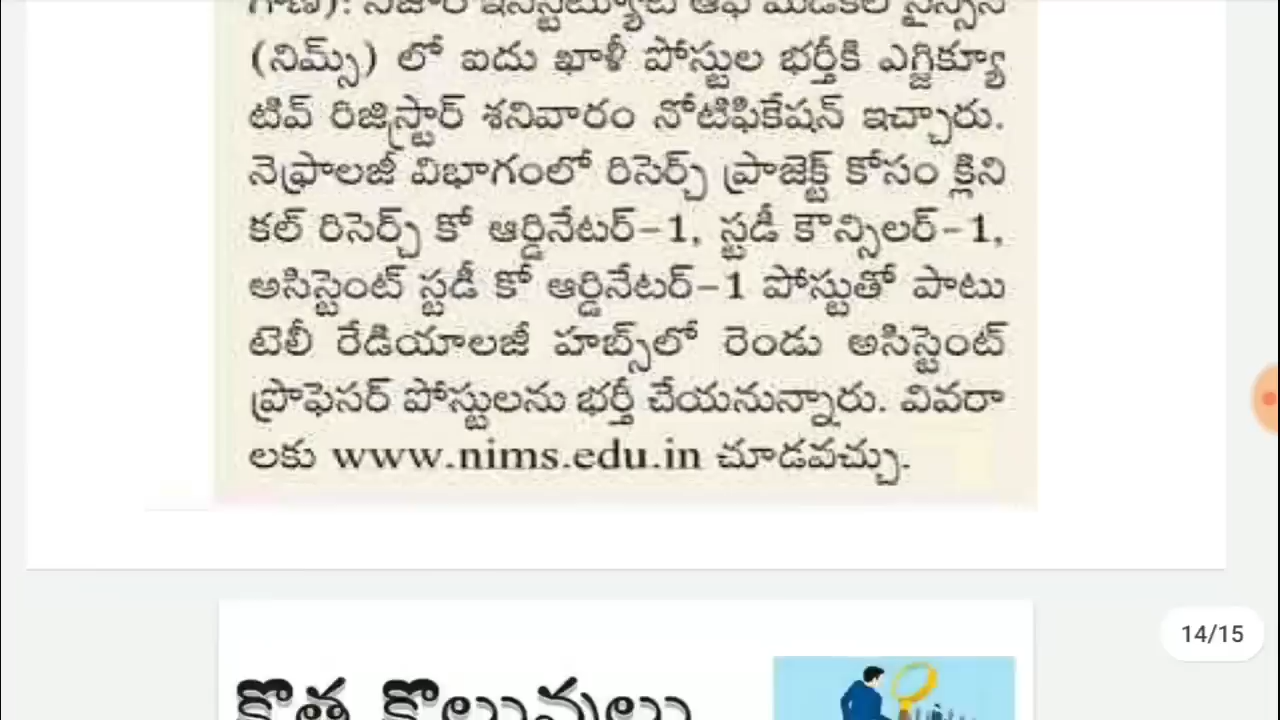 (నిమ్స్) లో ఐదు ఖాళీ పోస్టుల భర్తీకి ఎగ్జిక్యూ
టివ్ రిజిస్ట్రార్ శనివారం నోటిఫికేషన్ ఇచ్చారు.
నెఫ్రాలజీ విభాగంలో రిసెర్చ్ ప్రాజెక్ట్ కోసం క్లిని
కల్ రిసెర్చ్ కో ఆర్డినేటర్-1, స్టడీ కౌన్సిలర్-1,
అసిస్టెంట్ స్టడీ కో ఆర్డినేటర్-1 పోస్టుతో పాటు
టెలీ రేడియాలజీ హబ్స్‌లో రెండు అసిస్టెంట్
ప్రొఫెసర్ పోస్టులను భర్తీ చేయనున్నారు. వివరా
లకు www.nims.edu.in చూడవచ్చు.
14/15
కొత్త కొలువులు